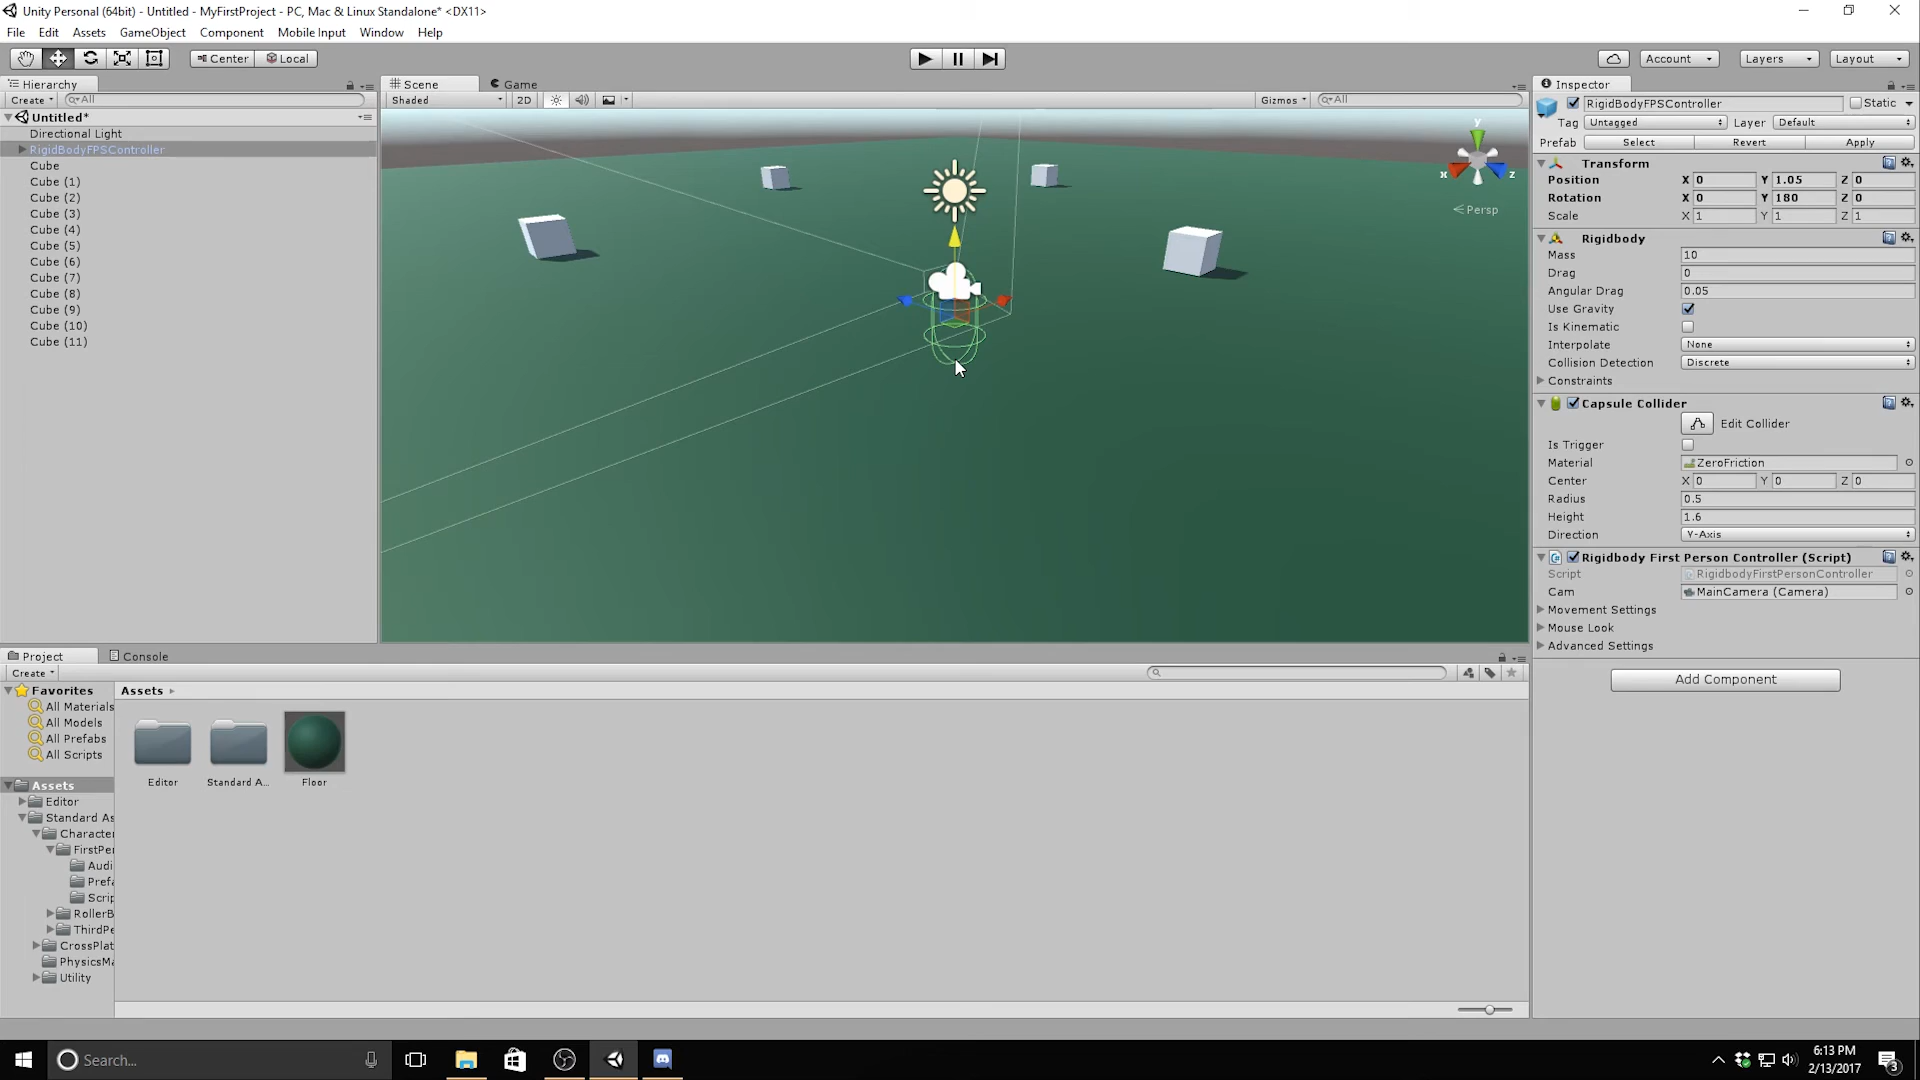 Unity Personal (64bit) - Untitled - MyFirstProject - PC, Mac & Linux Standalone* <DX11>
File Edit Assets GameObject Component Mobile Input Window Help
Center Local Account Layers Layout
Hierarchy
Create All
Untitled*
Directional Light
RigidBodyFPSController
Cube
Cube (1)
Cube (2)
Cube (3)
Cube (4)
Cube (5)
Cube (6)
Cube (7)
Cube (8)
Cube (9)
Cube (10)
Cube (11)
Scene Game
Shaded 2D Gizmos All
y
x z
Persp
Inspector
RigidBodyFPSController Static
Tag Untagged Layer Default
Prefab Select Revert Apply
Transform
Position X 0 Y 1.05 Z 0
Rotation X 0 Y 180 Z 0
Scale X 1 Y 1 Z 1
Rigidbody
Mass 10
Drag 0
Angular Drag 0.05
Use Gravity
Is Kinematic
Interpolate None
Collision Detection Discrete
Constraints
Capsule Collider
Edit Collider
Is Trigger
Material ZeroFriction
Center X 0 Y 0 Z 0
Radius 0.5
Height 1.6
Direction Y-Axis
Rigidbody First Person Controller (Script)
Script RigidbodyFirstPersonController
Cam MainCamera (Camera)
Movement Settings
Mouse Look
Advanced Settings
Add Component
Project Console
Create
Favorites
All Materials
All Models
All Prefabs
All Scripts
Assets
Editor
Standard As
Character
FirstPer
Audi
Prefa
Scrip
RollerB
ThirdPe
CrossPlat
PhysicsMa
Utility
Assets
Editor Standard A... Floor
Search...
6:13 PM
2/13/2017
3